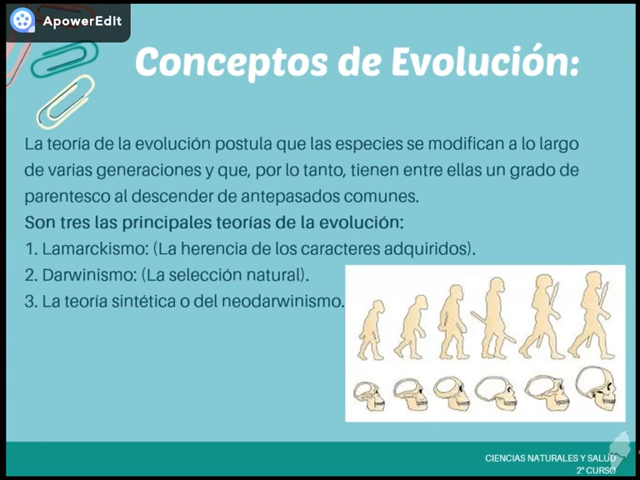 ApowerEdit
Conceptos de Evolución:
La teoría de la evolución postula que las especies se modifican a lo largo
de varias generaciones y que, por lo tanto, tienen entre ellas un grado de
parentesco al descender de antepasados comunes.
Son tres las principales teorías de la evolución:
1. Lamarckismo: (La herencia de los caracteres adquiridos).
2. Darwinismo: (La selección natural).
3. La teoría sintética o del neodarwinismo.
CIENCIAS NATURALES Y SALUD
2° CURSO